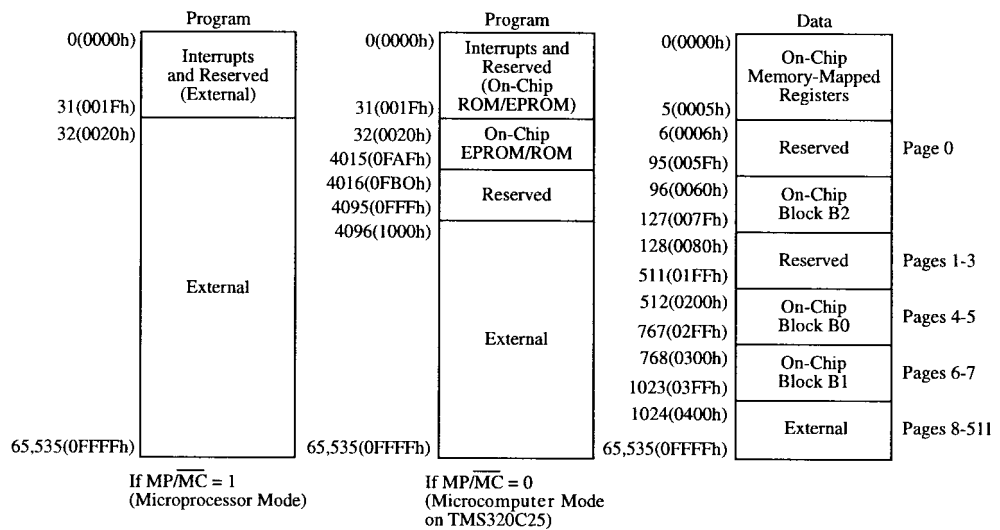 Program
0(0000h)
Interrupts
and Reserved
(External)
31(001Fh)
32(0020h)
External
65,535(0FFFFh)
If MP/M̅C̅ = 1
(Microprocessor Mode)
Program
0(0000h)
Interrupts and
Reserved
(On-Chip
ROM/EPROM)
31(001Fh)
32(0020h)
On-Chip
EPROM/ROM
4015(0FAFh)
4016(0FBOh)
Reserved
4095(0FFFh)
4096(1000h)
External
65,535(0FFFFh)
If MP/M̅C̅ = 0
(Microcomputer Mode
on TMS320C25)
Data
0(0000h)
On-Chip
Memory-Mapped
Registers
5(0005h)
6(0006h)
Reserved
Page 0
95(005Fh)
96(0060h)
On-Chip
Block B2
127(007Fh)
128(0080h)
Reserved
Pages 1-3
511(01FFh)
512(0200h)
On-Chip
Block B0
Pages 4-5
767(02FFh)
768(0300h)
On-Chip
Block B1
Pages 6-7
1023(03FFh)
1024(0400h)
External
Pages 8-511
65,535(0FFFFh)